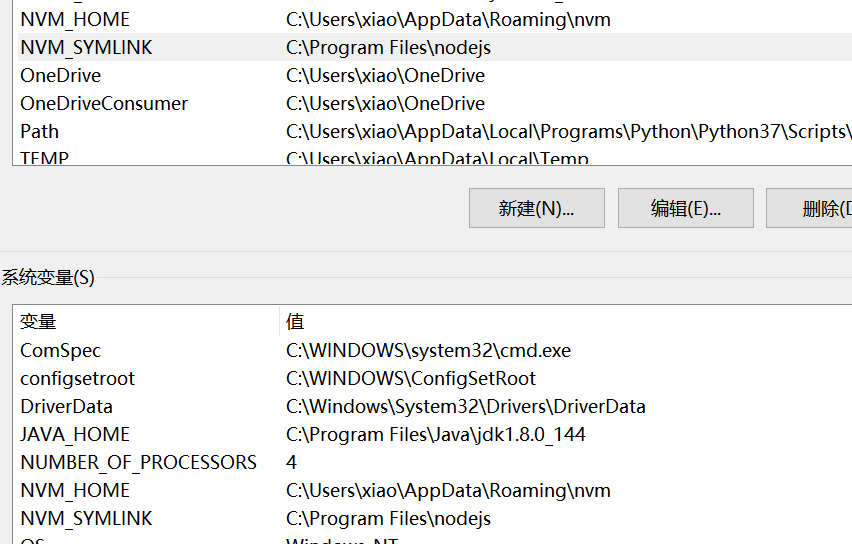 NVM_HOME C:\Users\xiao\AppData\Roaming\nvm
NVM_SYMLINK C:\Program Files\nodejs
OneDrive C:\Users\xiao\OneDrive
OneDriveConsumer C:\Users\xiao\OneDrive
Path C:\Users\xiao\AppData\Local\Programs\Python\Python37\Scripts\
TEMP C:\Users\xiao\AppData\Local\Temp
新建(N)... 编辑(E)... 删除(D
系统变量(S)
变量 值
ComSpec C:\WINDOWS\system32\cmd.exe
configsetroot C:\WINDOWS\ConfigSetRoot
DriverData C:\Windows\System32\Drivers\DriverData
JAVA_HOME C:\Program Files\Java\jdk1.8.0_144
NUMBER_OF_PROCESSORS 4
NVM_HOME C:\Users\xiao\AppData\Roaming\nvm
NVM_SYMLINK C:\Program Files\nodejs
OS Windows_NT